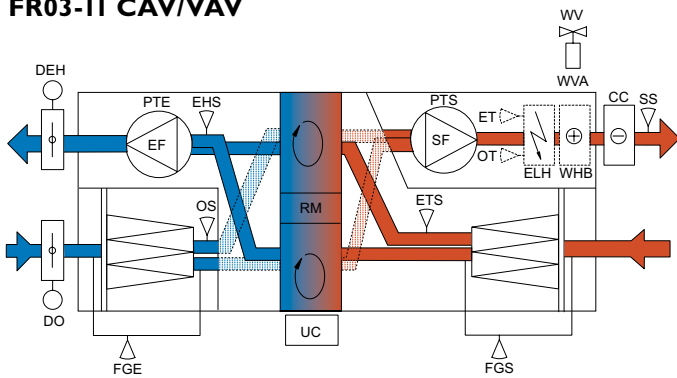 FR03-11 CAV/VAV
WV
WVA
DEH
PTE
EHS
PTS
CC
SS
ET
EF
SF
OT
ELH
WHB
OS
RM
ETS
DO
UC
FGE
FGS